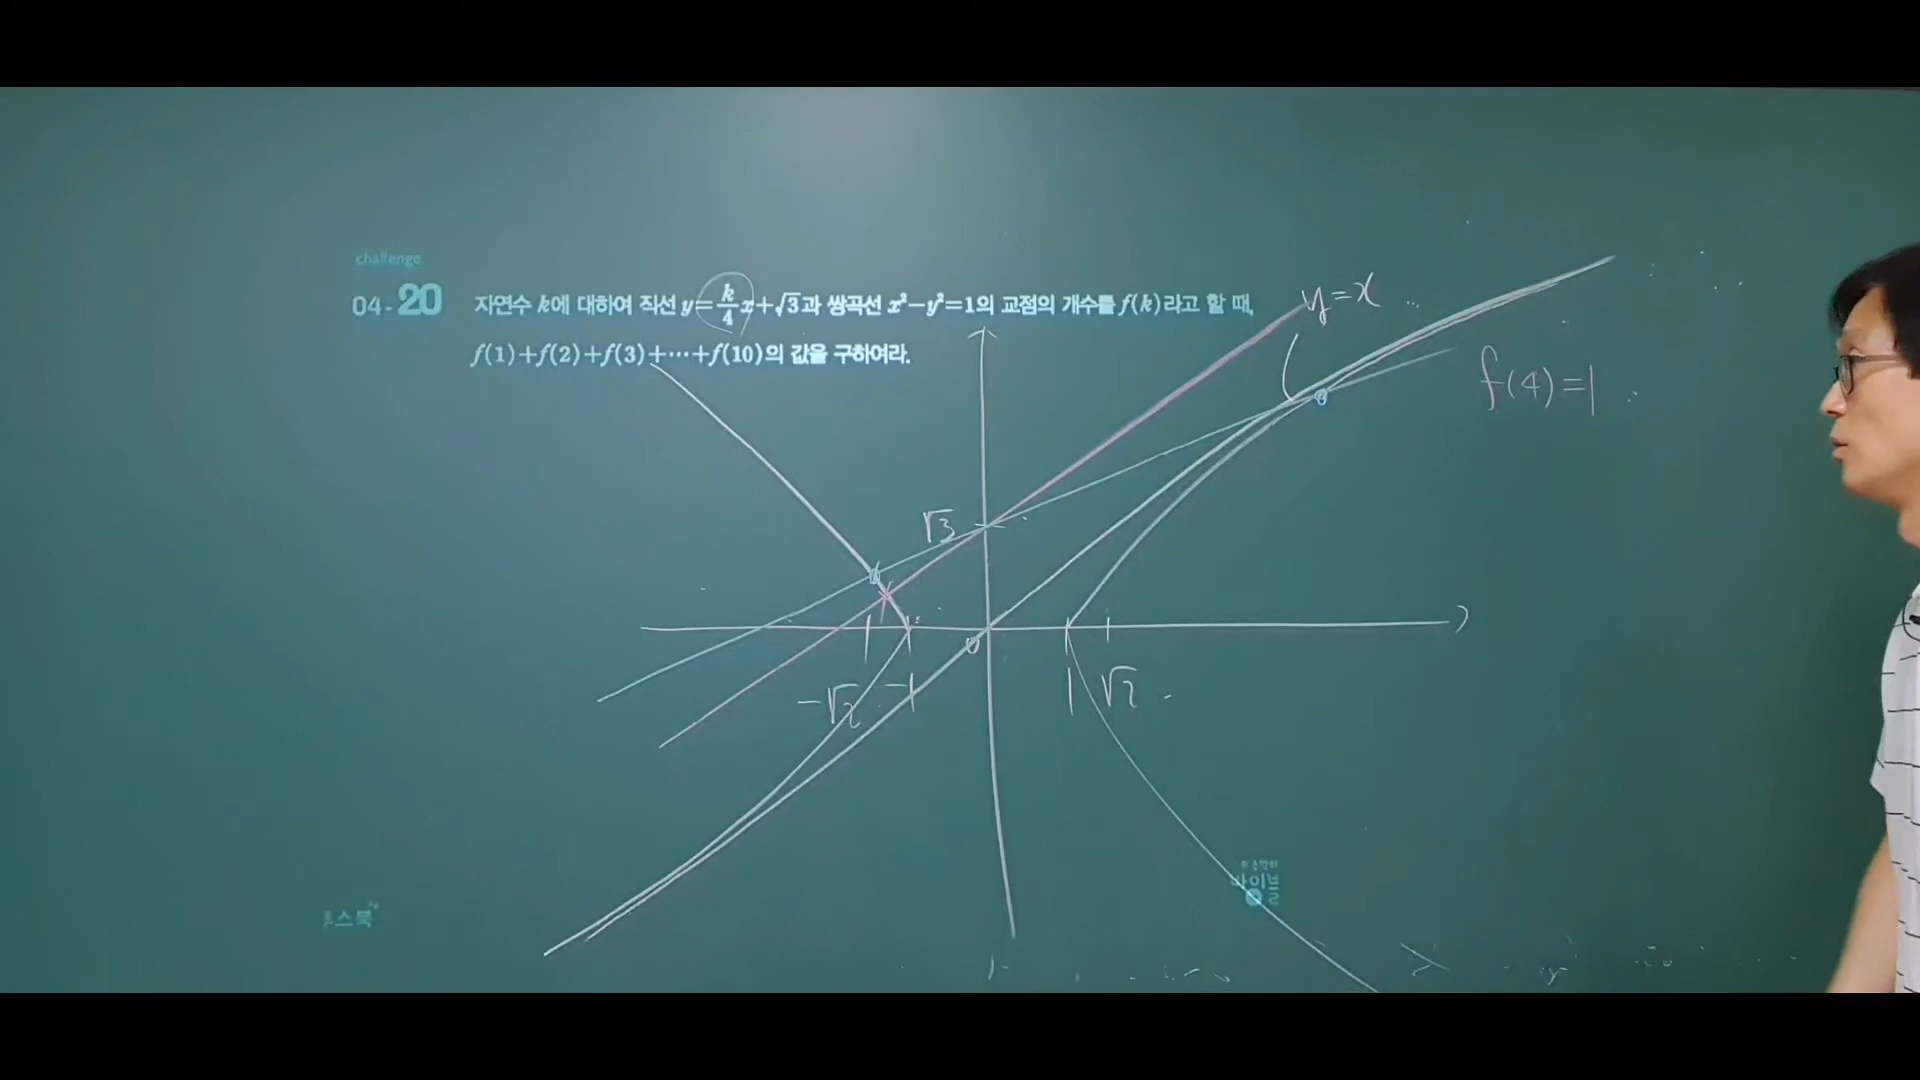 challenge
04-20 자연수 k에 대하여 직선 y=k/4x+√3과 쌍곡선 x²-y²=1의 교점의 개수를 f(k)라고 할 때,
f(1)+f(2)+f(3)+…+f(10)의 값을 구하여라.
y=x
f(4)=1
√3
0
-√2 -1 1 √2
스북